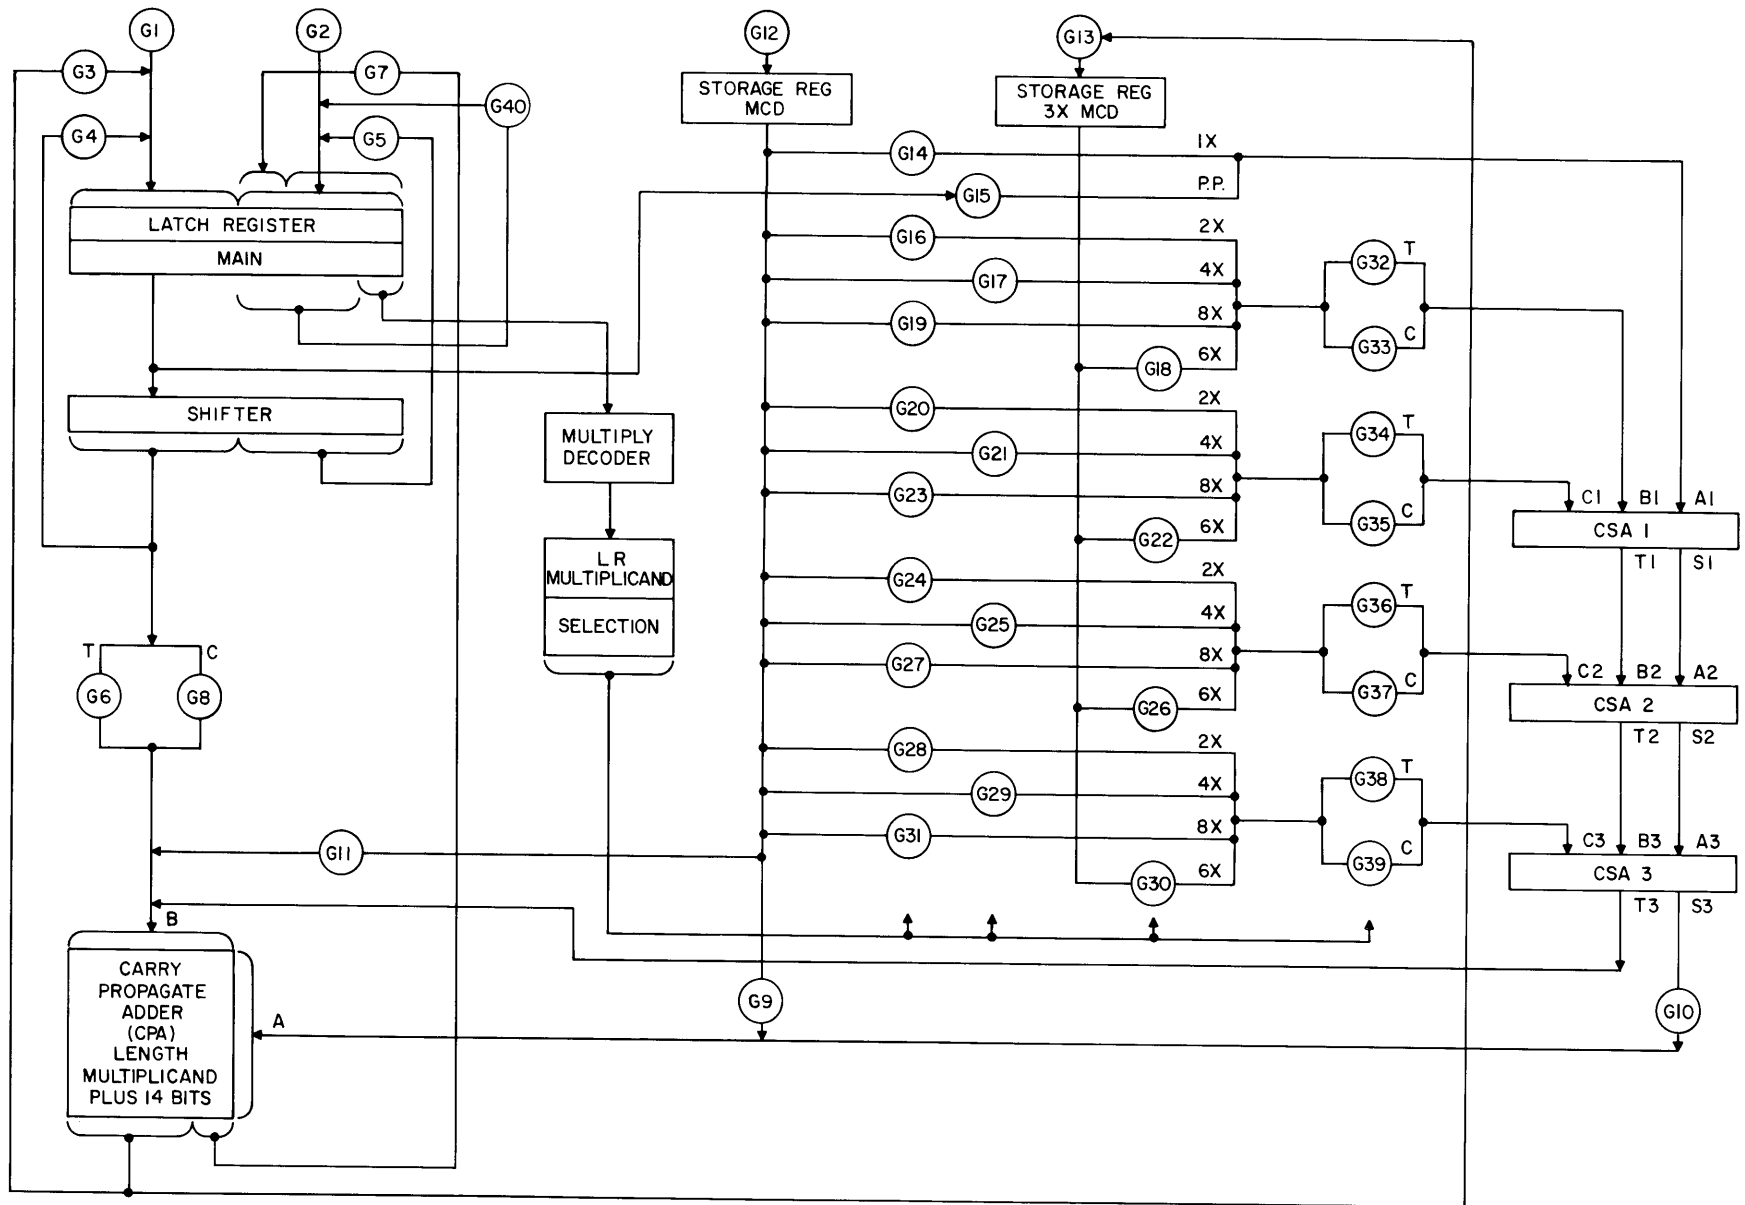 G1
G2
G12
G13
G3
G7
G40
G4
G5
STORAGE REG
MCD
STORAGE REG
3X MCD
G14
1X
G15
P.P.
LATCH REGISTER
MAIN
G16
2X
G17
4X
G19
8X
G18
6X
G32
T
G33
C
SHIFTER
MULTIPLY
DECODER
G20
2X
G21
4X
G23
8X
G22
6X
G34
T
G35
C
C1
B1
A1
CSA 1
T1
S1
LR
MULTIPLICAND
SELECTION
G24
2X
G25
4X
G27
8X
G26
6X
G36
T
G37
C
C2
B2
A2
CSA 2
T2
S2
T
C
G6
G8
G28
2X
G29
4X
G31
8X
G30
6X
G38
T
G39
C
C3
B3
A3
CSA 3
T3
S3
G11
B
CARRY
PROPAGATE
ADDER
(CPA)
LENGTH
MULTIPLICAND
PLUS 14 BITS
A
G9
G10